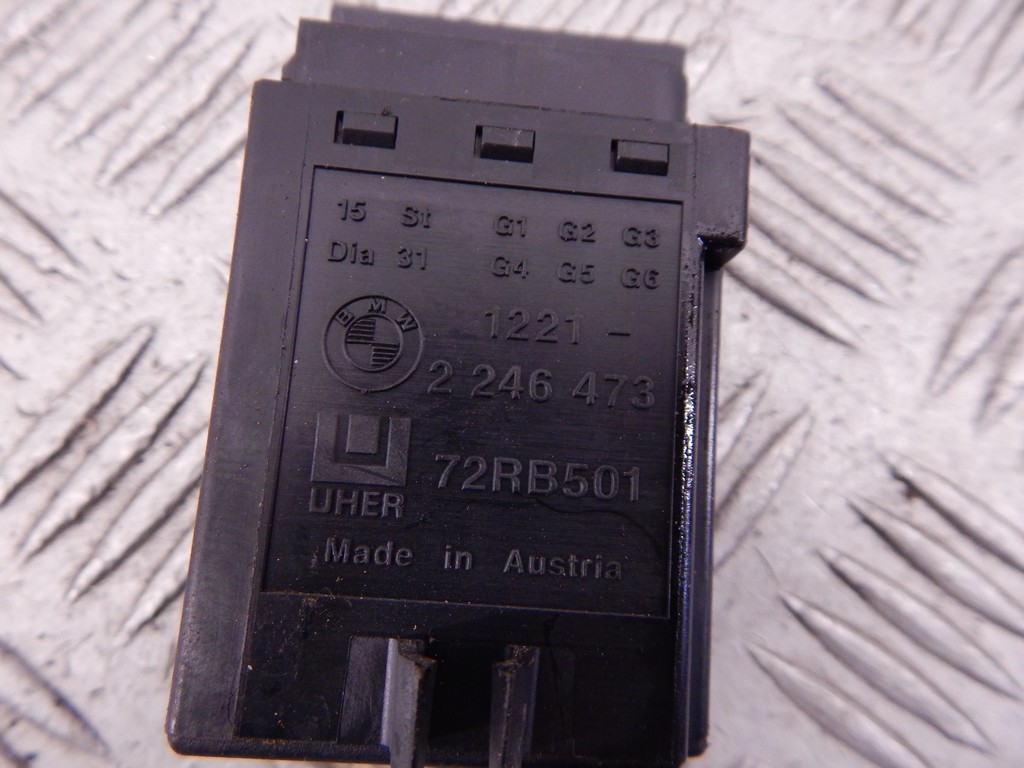 15 St G1 G2 G3
Dia 31 G4 G5 G6
BMW 1221 -
2 246 473
UHER 72RB501
Made in Austria